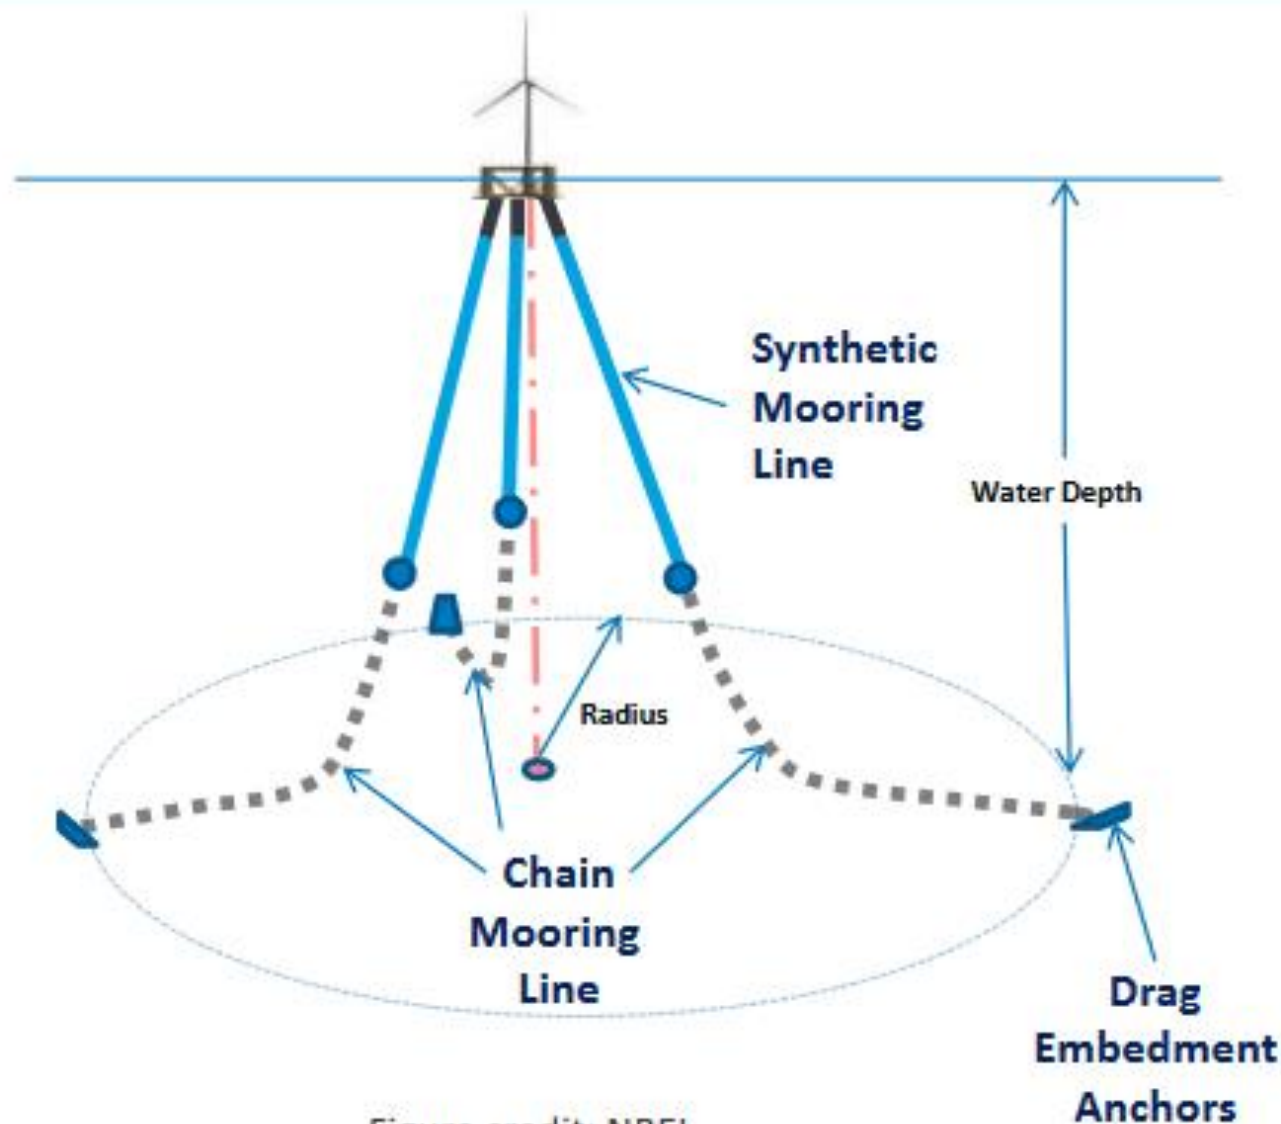 Synthetic
Mooring
Line
Water Depth
Radius
Chain
Mooring
Line
Drag
Embedment
Anchors